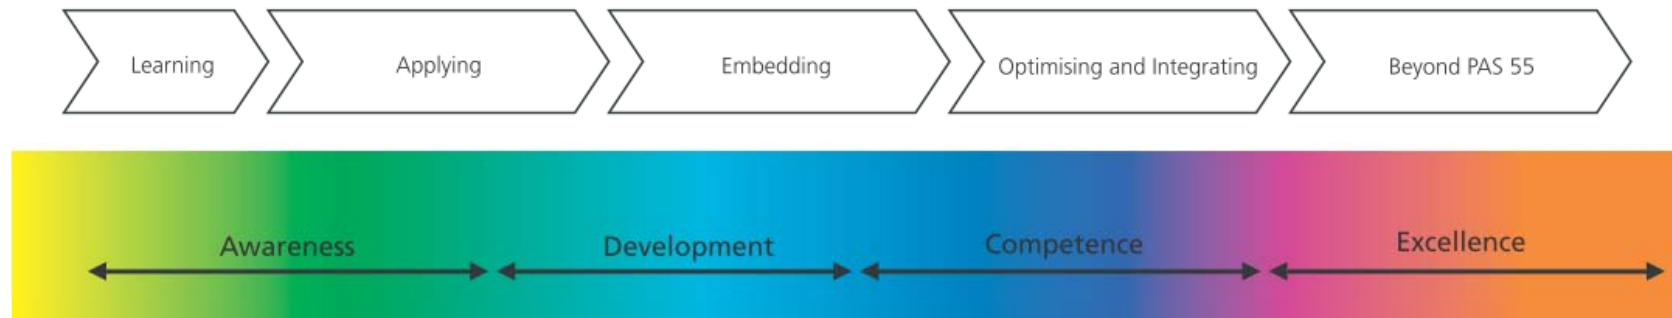 Learning
Applying
Embedding
Optimising and Integrating
Beyond PAS 55
Awareness
Development
Competence
Excellence